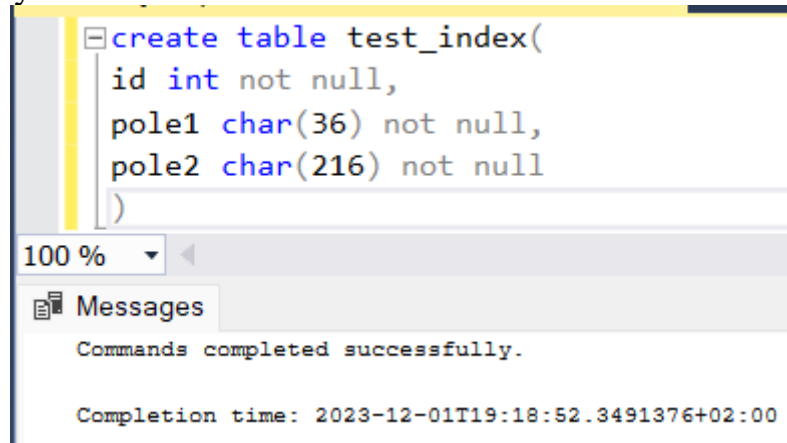 create table test_index(
id int not null,
pole1 char(36) not null,
pole2 char(216) not null
)
100 %
Messages
Commands completed successfully.
Completion time: 2023-12-01T19:18:52.3491376+02:00